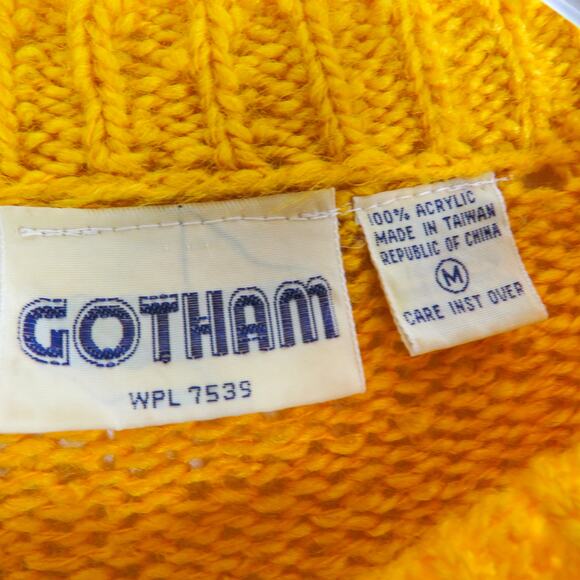 GOTHAM
WPL 7539
100% ACRYLIC
MADE IN TAIWAN
REPUBLIC OF CHINA
M
CARE INST OVER